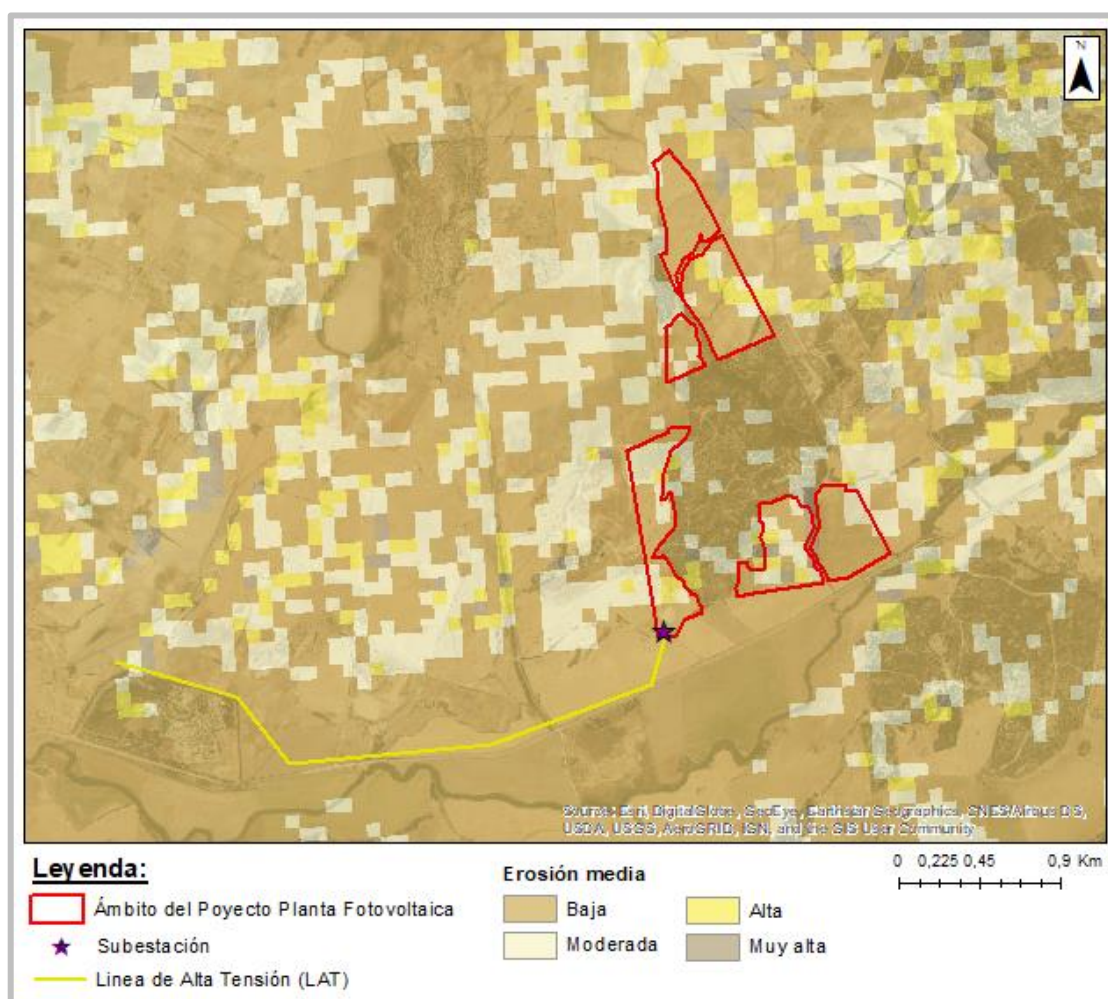 N
Source: Esri, DigitalGlobe, GeoEye, Earthstar Geographics, CNES/Airbus DS,
USDA, USGS, AeroGRID, IGN, and the GIS User Community
Leyenda:
Ámbito del Poyecto Planta Fotovoltaica
Subestación
Linea de Alta Tensión (LAT)
Erosión media
Baja
Moderada
Alta
Muy alta
0 0,225 0,45 0,9 Km